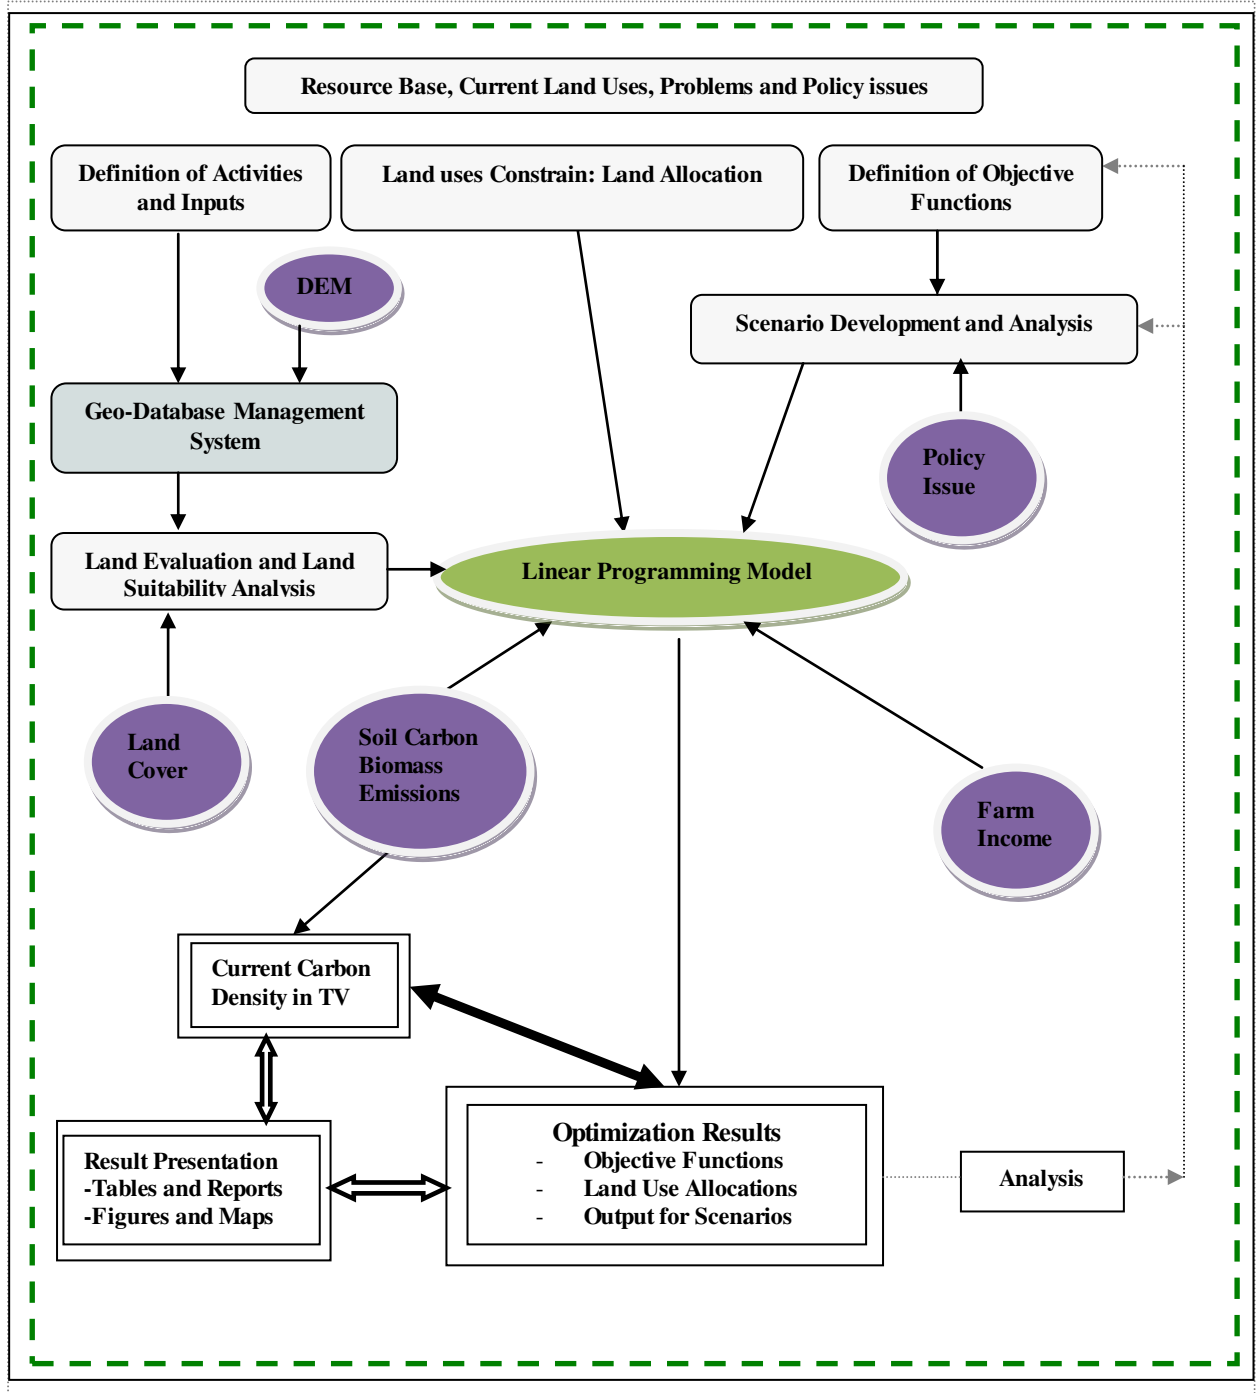 Resource Base, Current Land Uses, Problems and Policy issues
Definition of Activities
and Inputs
Land uses Constrain: Land Allocation
Definition of Objective
Functions
DEM
Scenario Development and Analysis
Geo-Database Management
System
Policy
Issue
Land Evaluation and Land
Suitability Analysis
Linear Programming Model
Land
Cover
Soil Carbon
Biomass
Emissions
Farm
Income
Current Carbon
Density in TV
Result Presentation
-Tables and Reports
-Figures and Maps
Optimization Results
- Objective Functions
- Land Use Allocations
- Output for Scenarios
Analysis